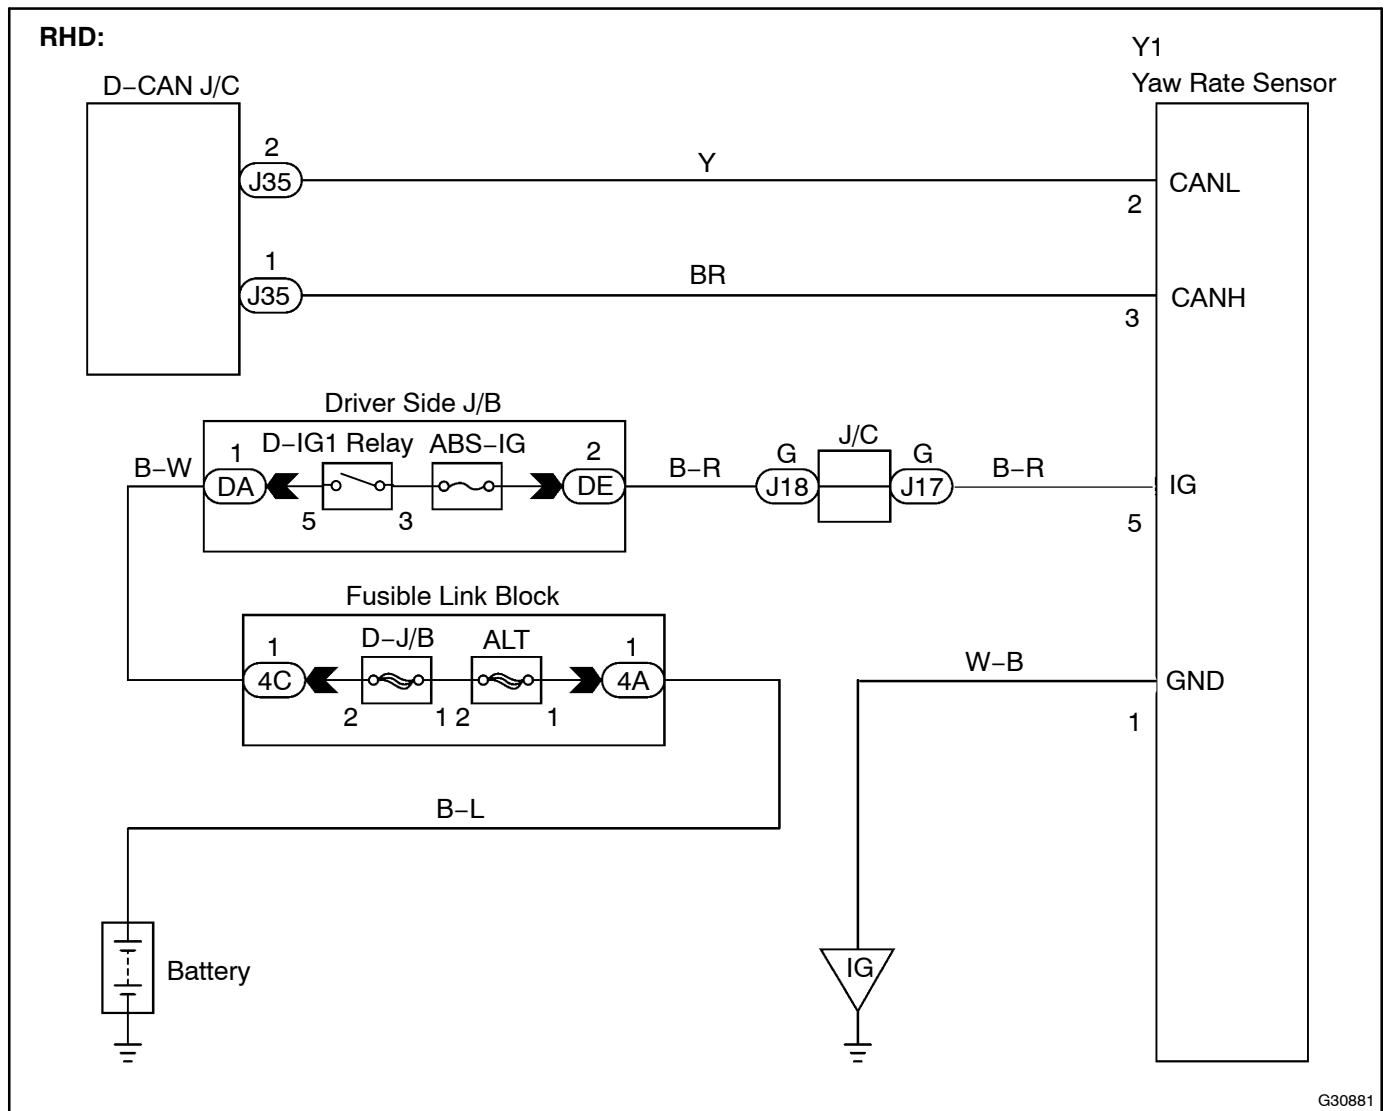 RHD:
Y1
D−CAN J/C
Yaw Rate Sensor
2
J35
Y
CANL
2
1
J35
BR
CANH
3
Driver Side J/B
B−W
1
DA
D−IG1 Relay
ABS−IG
5
3
2
DE
B−R
G
J18
J/C
G
J17
B−R
IG
5
Fusible Link Block
1
4C
D−J/B
ALT
2
1
2
1
1
4A
W−B
GND
1
B−L
Battery
IG
G30881